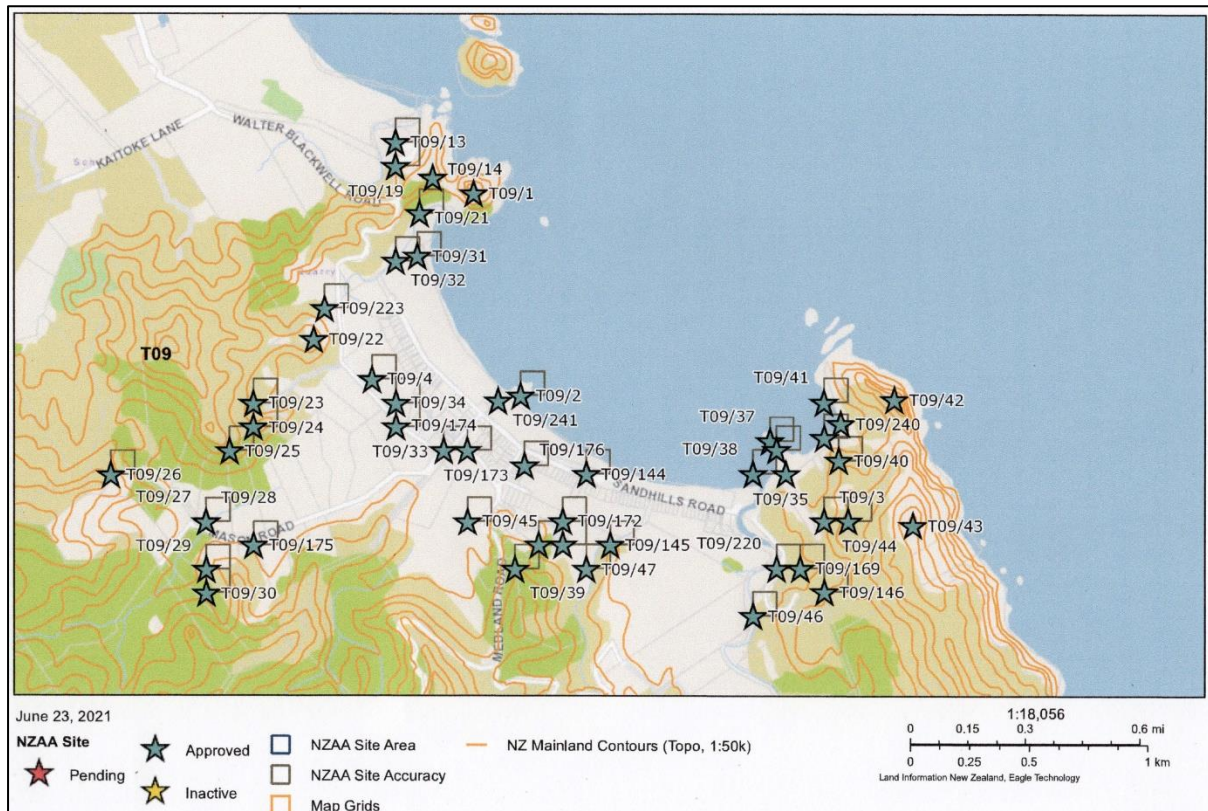 T09/13
KAITOKE LANE
WALTER BLACKWELL ROAD
T09/14
T09/19
T09/1
T09/21
T09/31
T09/32
T09/223
T09/22
T09
T09/4
T09/41
T09/2
T09/42
T09/23
T09/34
T09/241
T09/37
T09/24
T09/174
T09/240
T09/25
T09/33
T09/176
T09/38
T09/40
T09/26
T09/173
T09/144
T09/35
T09/27
T09/28
SANDHILLS ROAD
T09/3
MASON ROAD
T09/45
T09/172
T09/43
T09/29
T09/175
T09/145
T09/220
T09/44
T09/39
T09/47
T09/169
T09/30
T09/146
MEDLAND ROAD
T09/46
June 23, 2021
1:18,056
NZAA Site
0 0.15 0.3 0.6 mi
Approved
NZAA Site Area
NZ Mainland Contours (Topo, 1:50k)
0 0.25 0.5 1 km
Pending
NZAA Site Accuracy
Land Information New Zealand, Eagle Technology
Inactive
Map Grids